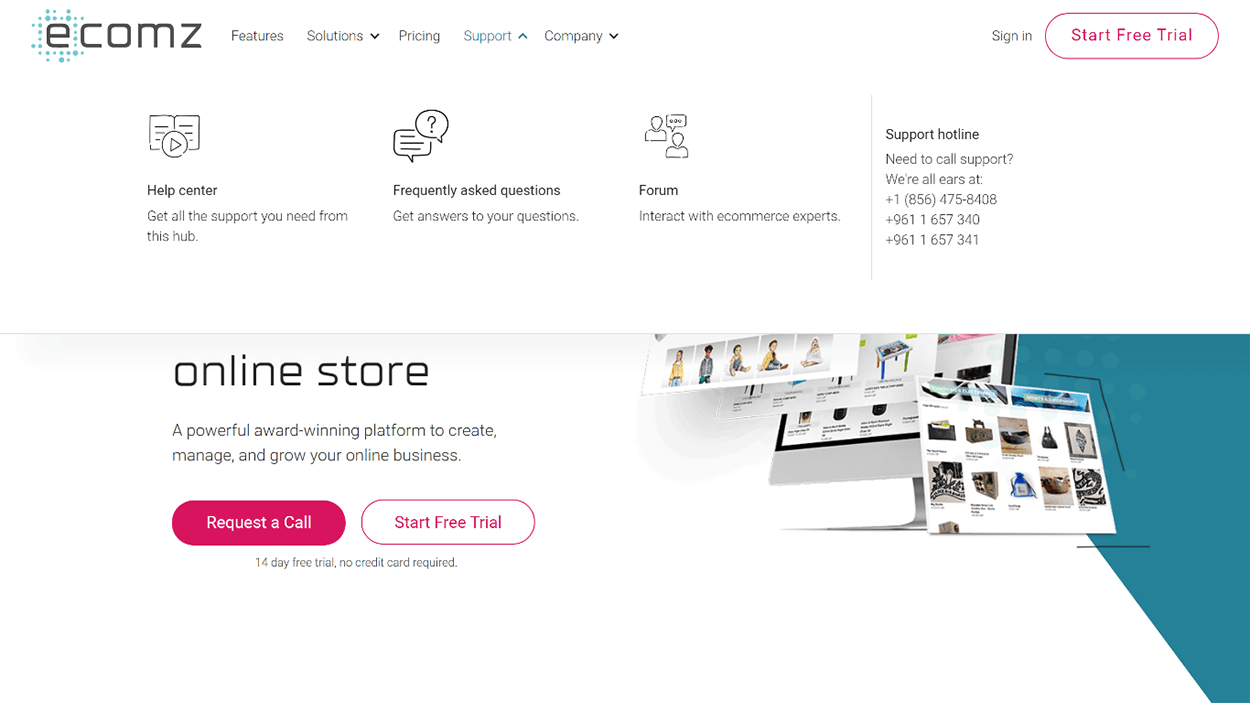 ecomz
Features
Solutions
Pricing
Support
Company
Sign in
Start Free Trial
Help center
Get all the support you need from
this hub.
Frequently asked questions
Get answers to your questions.
Forum
Interact with ecommerce experts.
Support hotline
Need to call support?
We're all ears at:
+1 (856) 475-8408
+961 1 657 340
+961 1 657 341
online store
A powerful award-winning platform to create,
manage, and grow your online business.
Request a Call
Start Free Trial
14 day free trial, no credit card required.